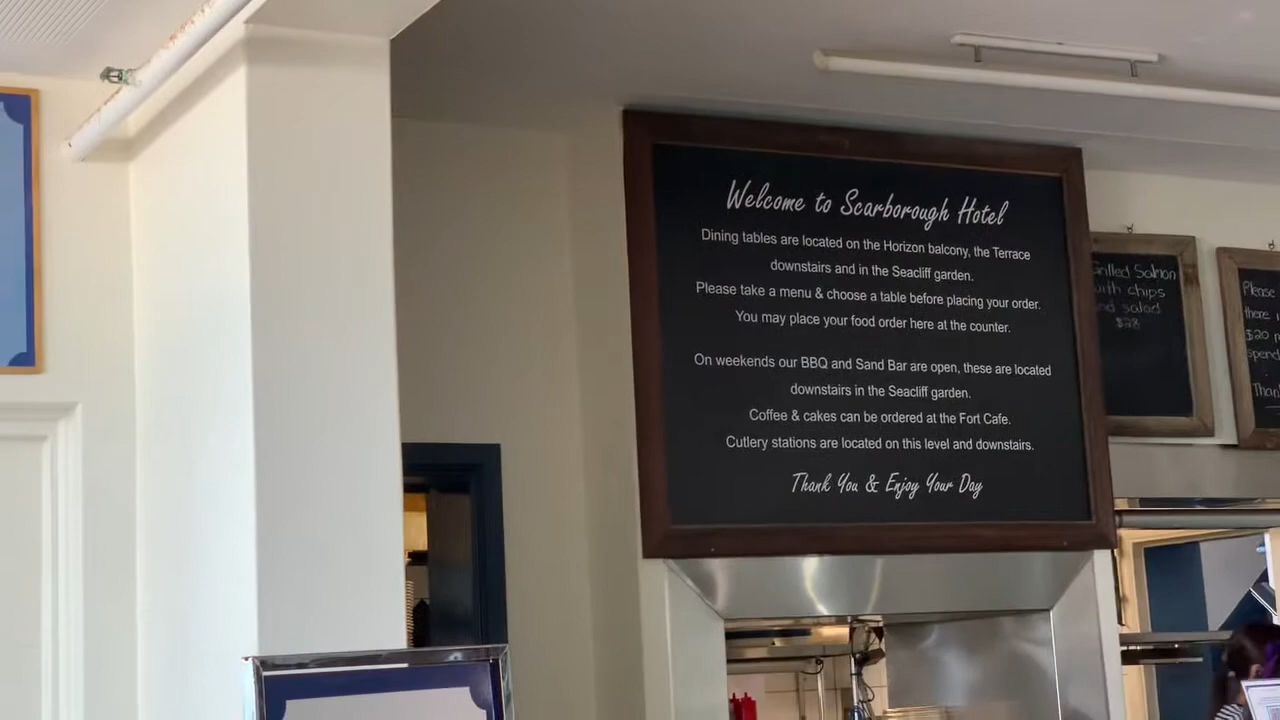 Welcome to Scarborough Hotel
Dining tables are located on the Horizon balcony, the Terrace
downstairs and in the Seacliff garden.
Please take a menu & choose a table before placing your order.
You may place your food order here at the counter.
On weekends our BBQ and Sand Bar are open, these are located
downstairs in the Seacliff garden.
Coffee & cakes can be ordered at the Fort Cafe.
Cutlery stations are located on this level and downstairs.
Thank You & Enjoy Your Day
Grilled Salmon
with chips
and salad
$28
Please
there
$20
spend